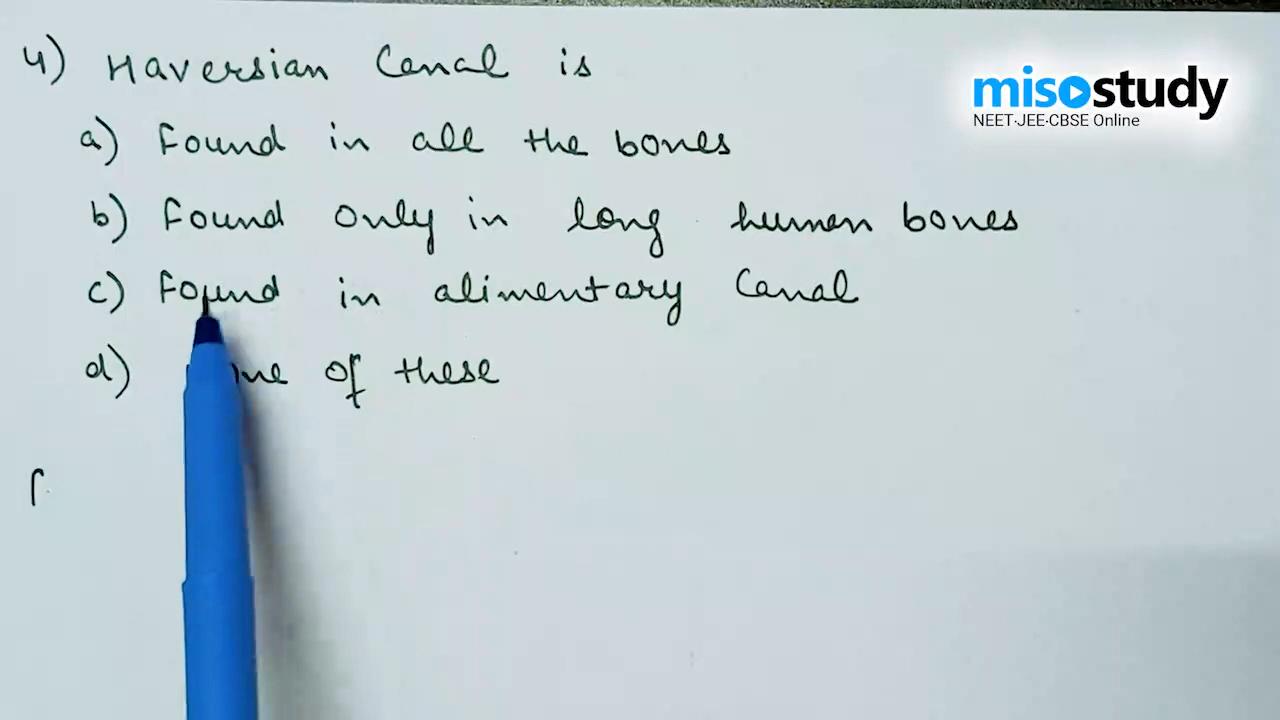 4) Haversian Canal is
misostudy
NEET-JEE-CBSE Online
a) Found in all the bones
b) Found only in long human bones
c) Found in alimentary Canal
d) of these